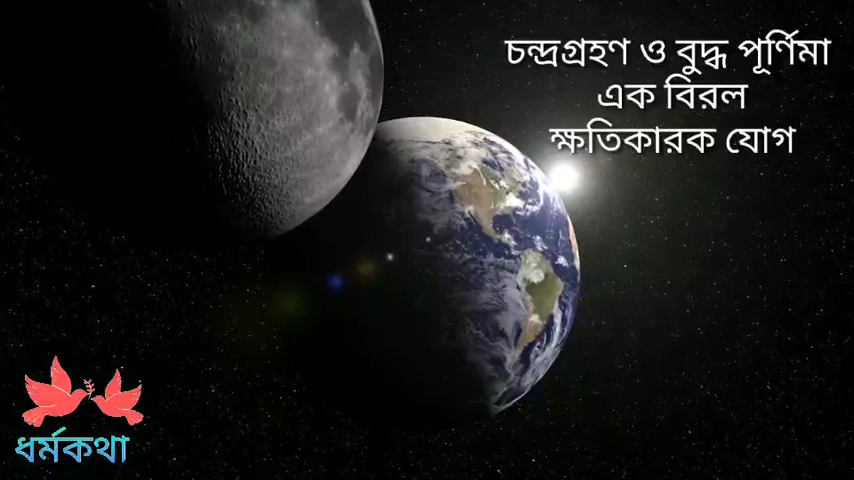 চন্দ্রগ্রহণ ও বুদ্ধ পূর্ণিমা
এক বিরল
ক্ষতিকারক যোগ
ধর্মকথা